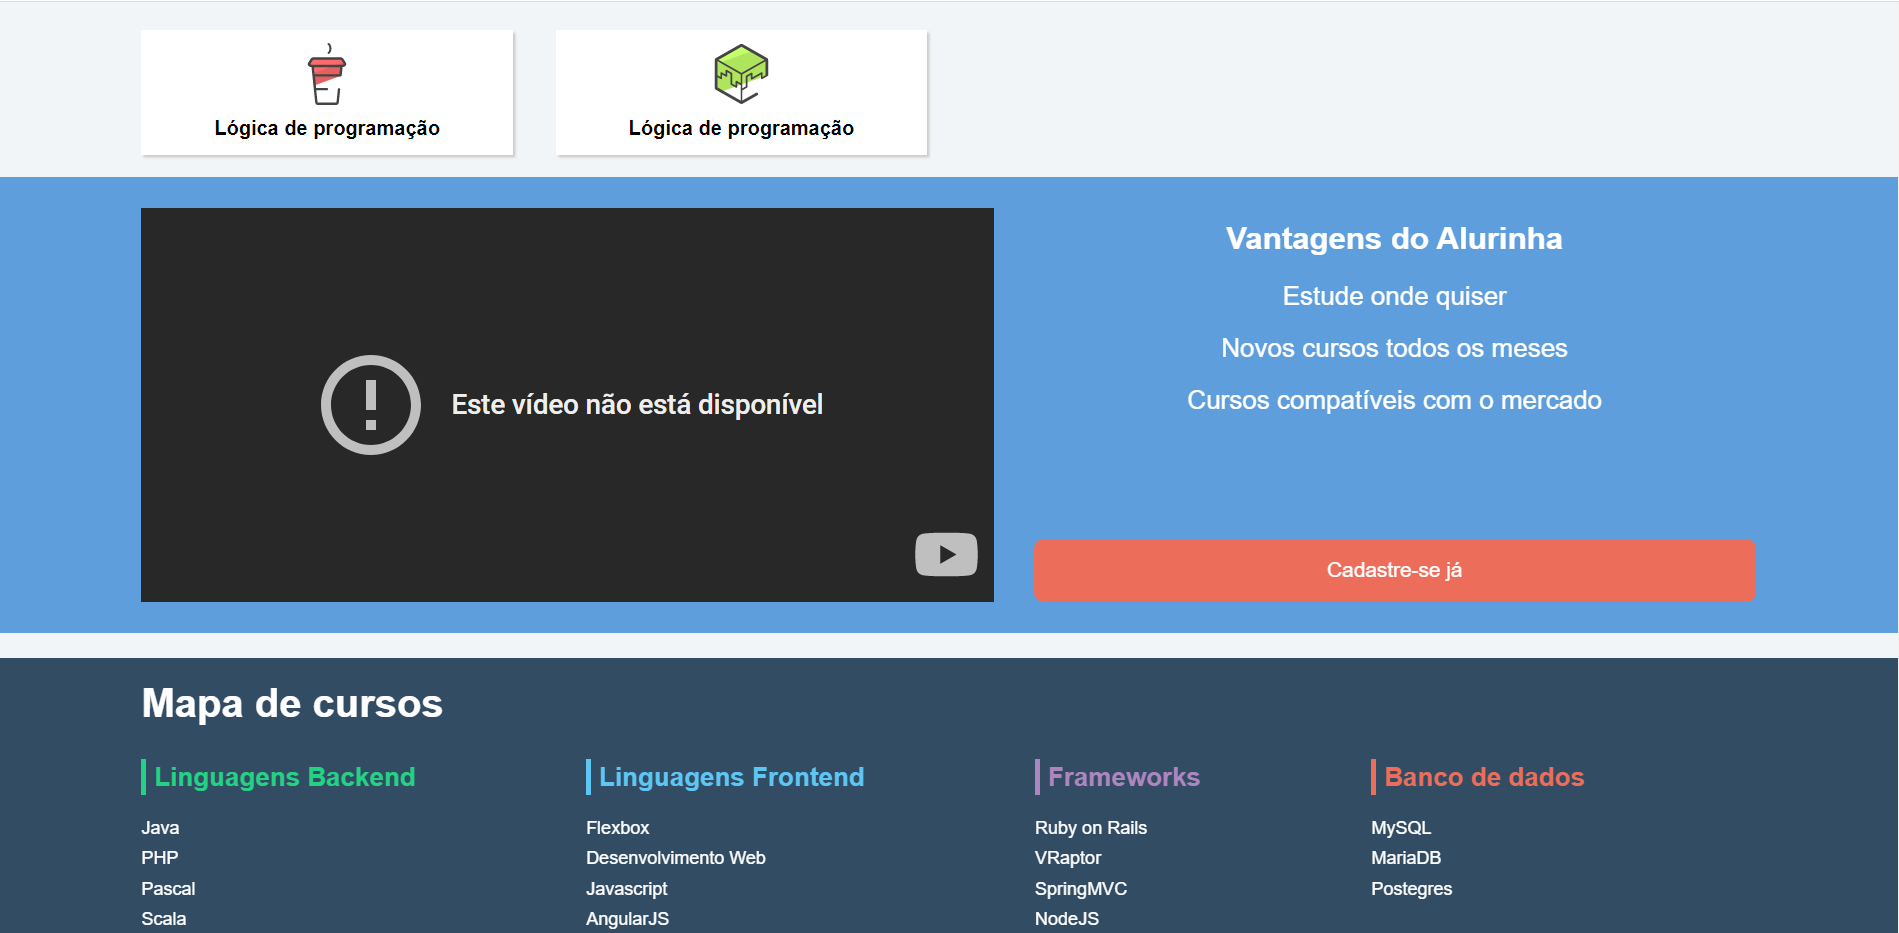 Lógica de programação
Lógica de programação
Este vídeo não está disponível
Vantagens do Alurinha
Estude onde quiser
Novos cursos todos os meses
Cursos compatíveis com o mercado
Cadastre-se já
Mapa de cursos
Linguagens Backend
Java
PHP
Pascal
Scala
Linguagens Frontend
Flexbox
Desenvolvimento Web
Javascript
AngularJS
Frameworks
Ruby on Rails
VRaptor
SpringMVC
NodeJS
Banco de dados
MySQL
MariaDB
Postegres